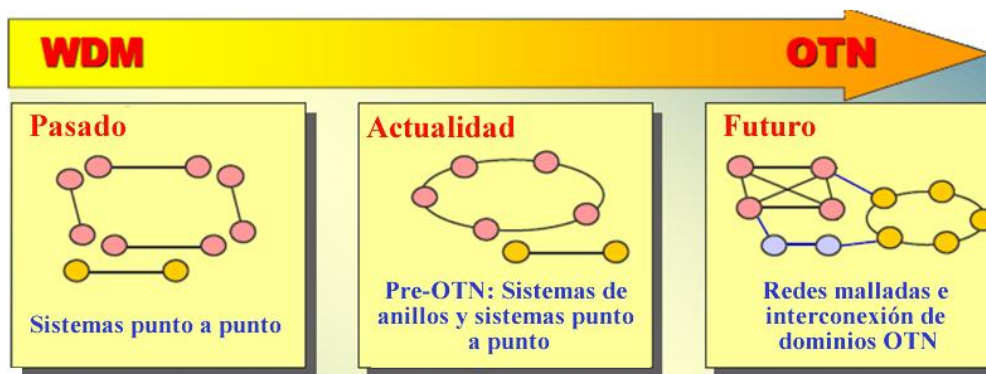 WDM
OTN
Pasado
Sistemas punto a punto
Actualidad
Pre-OTN: Sistemas de
anillos y sistemas punto
a punto
Futuro
Redes malladas e
interconexión de
dominios OTN